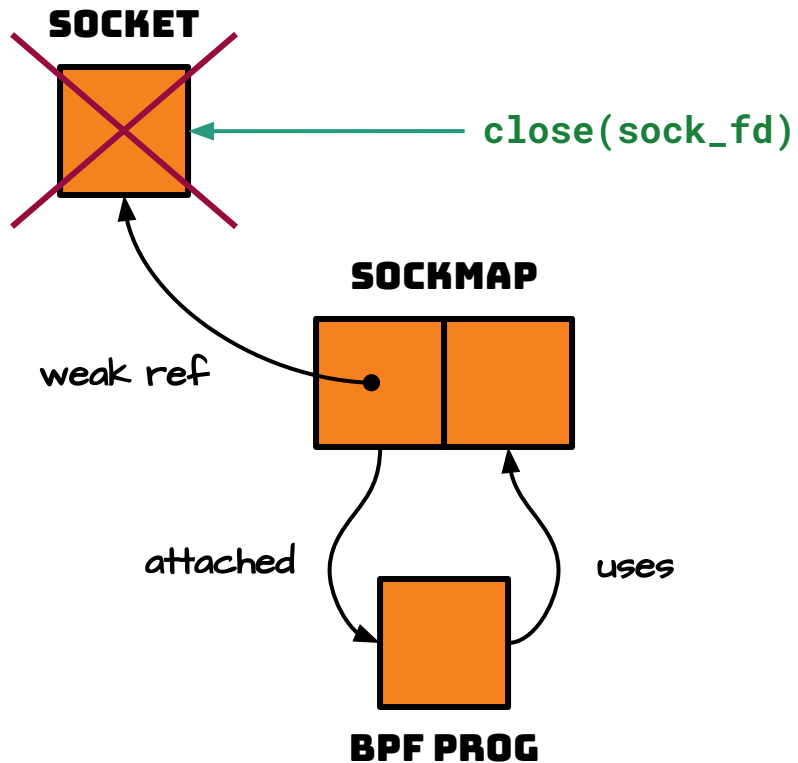 SOCKET
close(sock_fd)
SOCKMAP
weak ref
attached
uses
BPF PROG